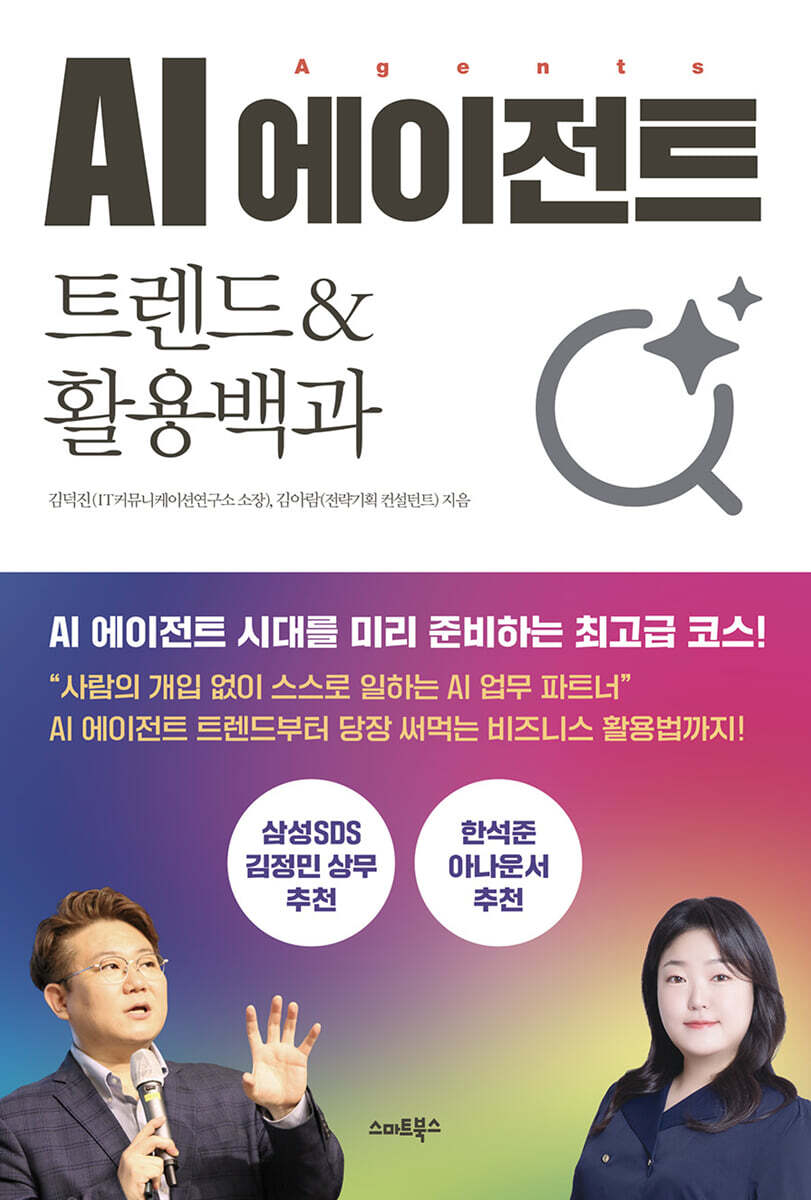 Agents
AI 에이전트
트렌드&
활용백과
김덕진(IT커뮤니케이션연구소 소장), 김아람(전략기획 컨설턴트) 지음
AI 에이전트 시대를 미리 준비하는 최고급 코스!
“사람의 개입 없이 스스로 일하는 AI 업무 파트너”
AI 에이전트 트렌드부터 당장 써먹는 비즈니스 활용법까지!
삼성SDS
김정민 상무
추천
한석준
아나운서
추천
스마트북스